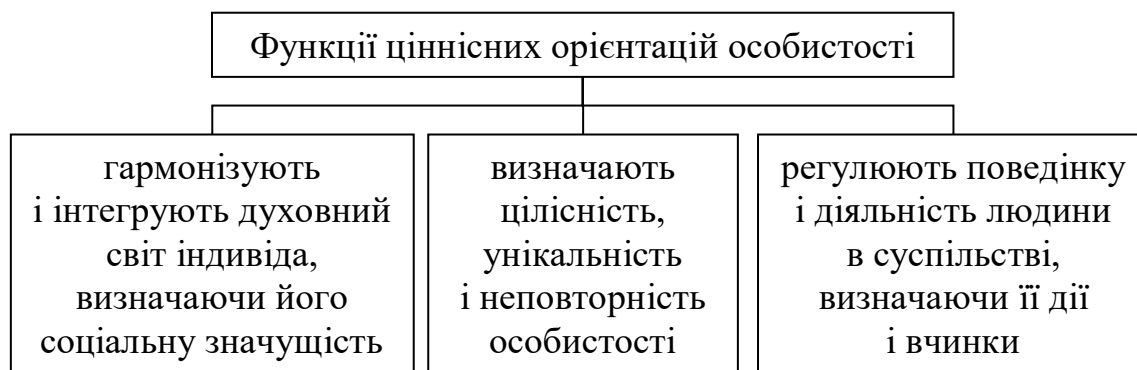 Функції ціннісних орієнтацій особистості
гармонізують
і інтегрують духовний
світ індивіда,
визначаючи його
соціальну значущість
визначають
цілісність,
унікальність
і неповторність
особистості
регулюють поведінку
і діяльність людини
в суспільстві,
визначаючи її дії
і вчинки